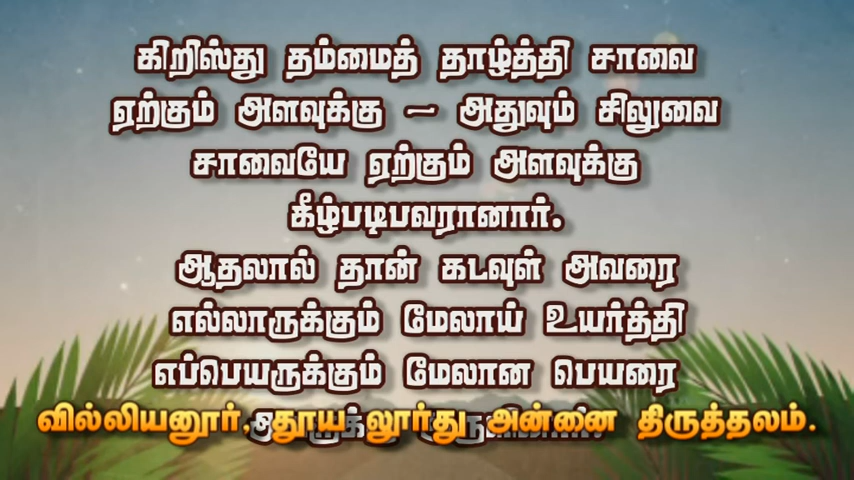 கிறிஸ்து தம்மைத் தாழ்த்தி சாவை
ஏற்கும் அளவுக்கு – அதுவும் சிலுவை
சாவையே ஏற்கும் அளவுக்கு
கீழ்படிபவரானார்.
ஆதலால் தான் கடவுள் அவரை
எல்லாருக்கும் மேலாய் உயர்த்தி
எப்பெயருக்கும் மேலான பெயரை
வில்லியனூர், தூய லூர்து அன்னை திருத்தலம்.